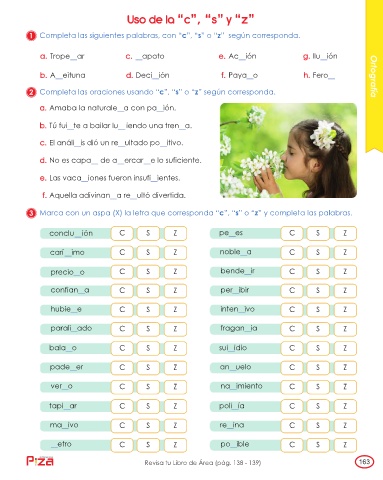 Uso de la “c”, “s” y “z”
1 Completa las siguientes palabras, con “c”, “s” o “z” según corresponda.
a. Trope__ar c. __apato e. Ac__ión g. Ilu__ión
b. A__eituna d. Deci__ión f. Paya__o h. Fero__
Ortografía
2 Completa las oraciones usando “c”, “s” o “z” según corresponda.
a. Amaba la naturale__a con pa__ión.
b. Tú fui__te a bailar lu__iendo una tren__a.
c. El análi__is dió un re__ultado po__itivo.
d. No es capa__ de a__ercar__e lo suficiente.
e. Las vaca__iones fueron insufi__ientes.
f. Aquella adivinan__a re__ultó divertida.
3 Marca con un aspa (X) la letra que corresponda “c”, “s” o “z” y completa las palabras.
conclu__ión C S Z pe__es C S Z
cari__imo C S Z noble__a C S Z
precio__o C S Z bende__ir C S Z
confian__a C S Z per__ibir C S Z
hubie__e C S Z inten__ivo C S Z
parali__ado C S Z fragan__ia C S Z
bala__o C S Z sui__idio C S Z
pade__er C S Z an__uelo C S Z
ver__o C S Z na__imiento C S Z
tapi__ar C S Z poli__ía C S Z
ma__ivo C S Z re__ina C S Z
__etro C S Z po__ible C S Z
Revisa tu Libro de Área (pág. 138 - 139)
163